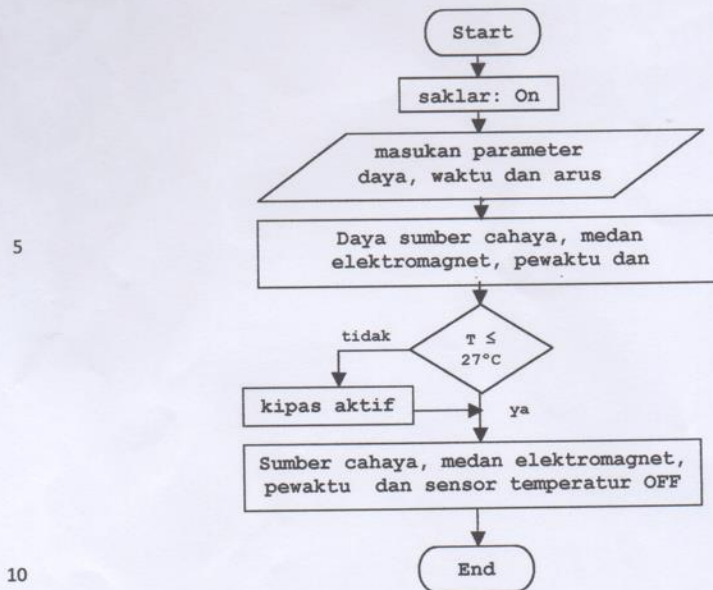 Start
saklar: On
masukan parameter
daya, waktu dan arus
5
Daya sumber cahaya, medan
elektromagnet, pewaktu dan
tidak
T ≤
27°C
kipas aktif
ya
Sumber cahaya, medan elektromagnet,
pewaktu dan sensor temperatur OFF
End
10